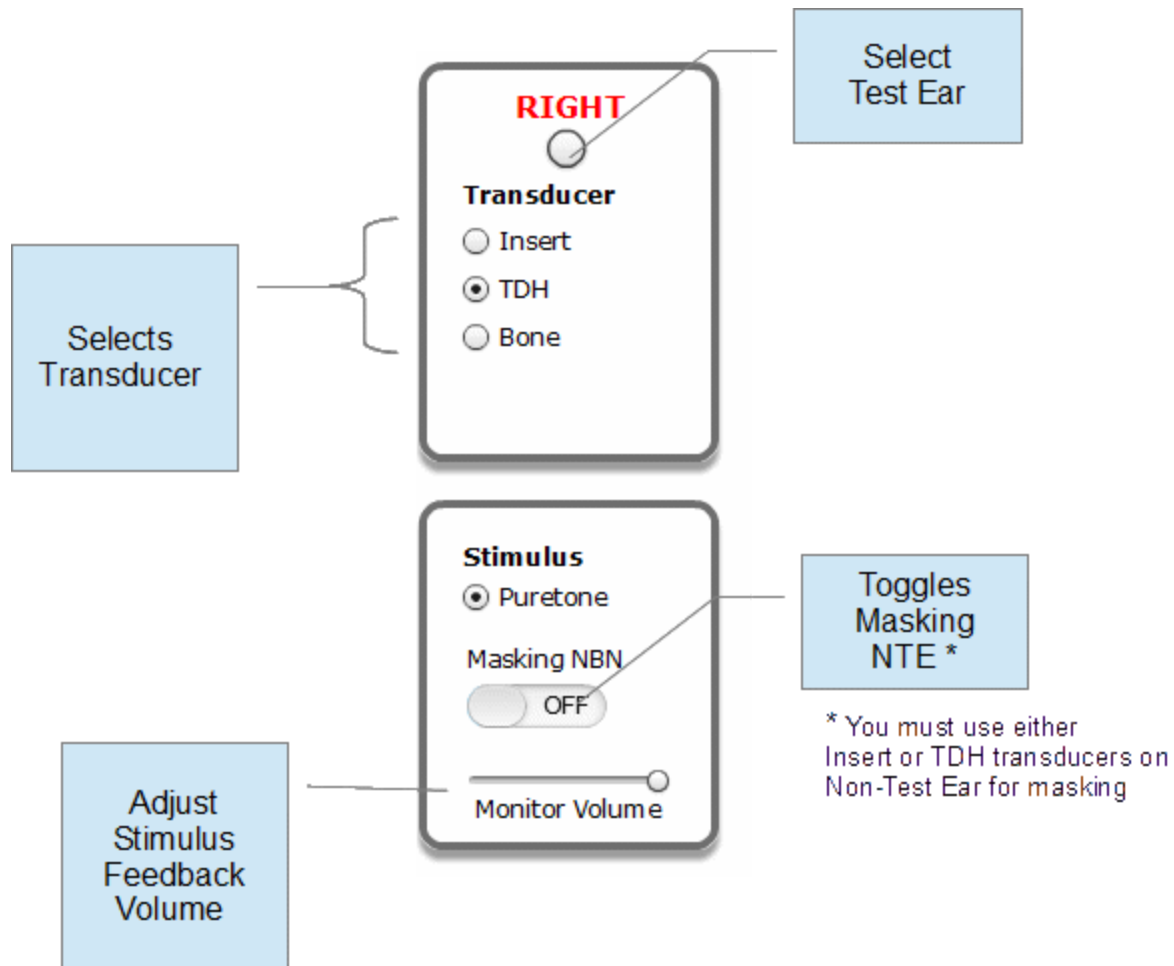 Select
Test Ear
RIGHT
Transducer
Insert
TDH
Bone
Selects
Transducer
Stimulus
Puretone
Masking NBN
OFF
Monitor Volume
Toggles
Masking
NTE *
* You must use either
Insert or TDH transducers on
Non-Test Ear for masking
Adjust
Stimulus
Feedback
Volume